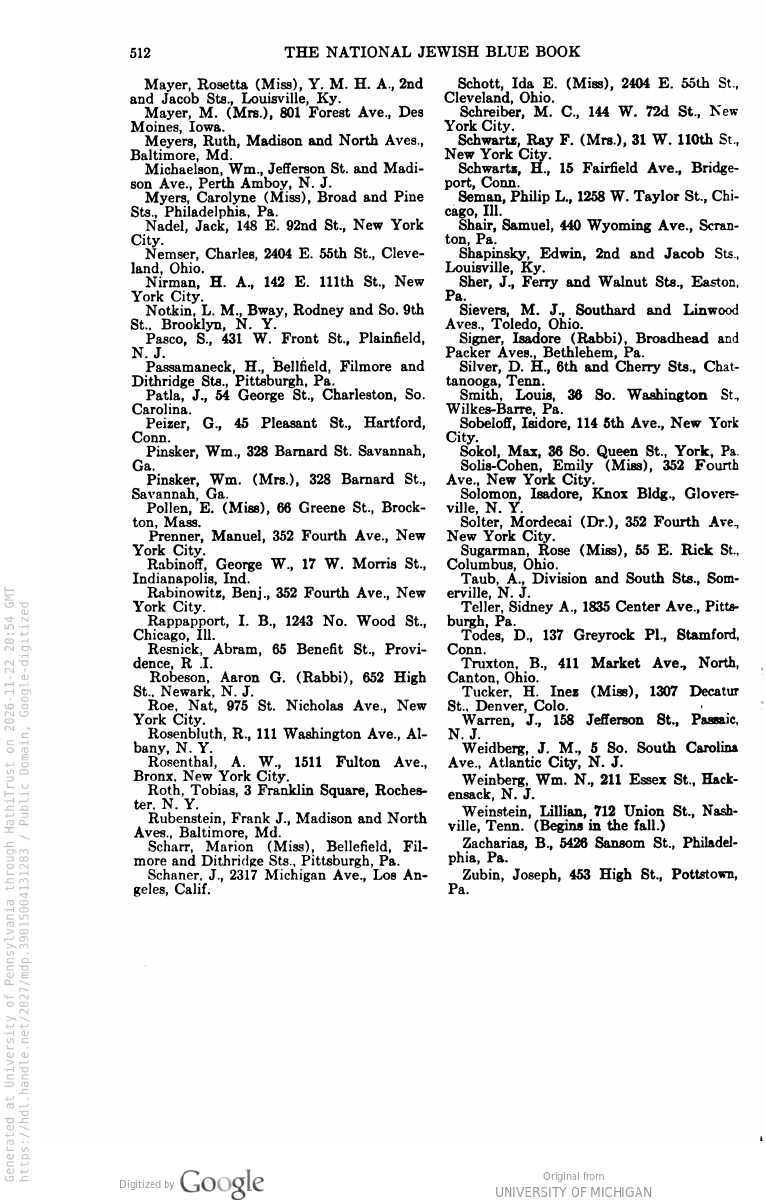 512 THE NATIONAL JEWISH BLUE BOOK
Mayer, Rosetta (Miss), Y. M. H. A., 2nd
and Jacob Sts., Louisville, Ky.
Mayer, M. (Mrs.), 801 Forest Ave., Des
Moines, Iowa.
Meyers, Ruth, Madison and North Aves.,
Baltimore, Md.
Michaelson, Wm., Jefferson St. and Madi-
son Ave., Perth Amboy, N. J.
Myers, Carolyne (Miss), Broad and Pine
Sts., Philadelphia, Pa.
Nadel, Jack, 148 E. 92nd St., New York
City.
Nemser, Charles, 2404 E. 55th St., Cleve-
land, Ohio.
Nirman, H. A., 142 E. 111th St., New
York City.
Notkin, L. M., Bway, Rodney and So. 9th
St., Brooklyn, N. Y.
Pasco, S., 431 W. Front St., Plainfield,
N. J.
Passamaneck, H., Bellfield, Filmore and
Dithridge Sts., Pittsburgh, Pa.
Patla, J., 54 George St., Charleston, So.
Carolina.
Peizer, G., 45 Pleasant St., Hartford,
Conn.
Pinsker, Wm., 328 Barnard St. Savannah,
Ga.
Pinsker, Wm. (Mrs.), 328 Barnard St.,
Savannah, Ga.
Pollen, E. (Miss), 66 Greene St., Brock-
ton, Mass.
Prenner, Manuel, 352 Fourth Ave., New
York City.
Rabinoff, George W., 17 W. Morris St.,
Indianapolis, Ind.
Rabinowitz, Benj., 352 Fourth Ave., New
York City.
Rappapport, I. B., 1243 No. Wood St.,
Chicago, Ill.
Resnick, Abram, 65 Benefit St., Provi-
dence, R .I.
Robeson, Aaron G. (Rabbi), 652 High
St., Newark, N. J.
Roe, Nat, 975 St. Nicholas Ave., New
York City.
Rosenbluth, R., 111 Washington Ave., Al-
bany, N. Y.
Rosenthal, A. W., 1511 Fulton Ave.,
Bronx, New York City.
Roth, Tobias, 3 Franklin Square, Roches-
ter, N. Y.
Rubenstein, Frank J., Madison and North
Aves., Baltimore, Md.
Scharr, Marion (Miss), Bellefield, Fil-
more and Dithridge Sts., Pittsburgh, Pa.
Schaner, J., 2317 Michigan Ave., Los An-
geles, Calif.
Schott, Ida E. (Miss), 2404 E. 55th St.,
Cleveland, Ohio.
Schreiber, M. C., 144 W. 72d St., New
York City.
Schwartz, Ray F. (Mrs.), 31 W. 110th St.,
New York City.
Schwartz, H., 15 Fairfield Ave., Bridge-
port, Conn.
Seman, Philip L., 1258 W. Taylor St., Chi-
cago, Ill.
Shair, Samuel, 440 Wyoming Ave., Scran-
ton, Pa.
Shapinsky, Edwin, 2nd and Jacob Sts.,
Louisville, Ky.
Sher, J., Ferry and Walnut Sts., Easton,
Pa.
Sievers, M. J., Southard and Linwood
Aves., Toledo, Ohio.
Signer, Isadore (Rabbi), Broadhead and
Packer Aves., Bethlehem, Pa.
Silver, D. H., 6th and Cherry Sts., Chat-
tanooga, Tenn.
Smith, Louis, 36 So. Washington St.,
Wilkes-Barre, Pa.
Sobeloff, Isidore, 114 5th Ave., New York
City.
Sokol, Max, 36 So. Queen St., York, Pa.
Solis-Cohen, Emily (Miss), 352 Fourth
Ave., New York City.
Solomon, Isadore, Knox Bldg., Glovers-
ville, N. Y.
Solter, Mordecai (Dr.), 352 Fourth Ave.,
New York City.
Sugarman, Rose (Miss), 55 E. Rick St.,
Columbus, Ohio.
Taub, A., Division and South Sts., Som-
erville, N. J.
Teller, Sidney A., 1835 Center Ave., Pitts-
burgh, Pa.
Todes, D., 137 Greyrock Pl., Stamford,
Conn.
Truxton, B., 411 Market Ave., North,
Canton, Ohio.
Tucker, H. Inez (Miss), 1307 Decatur
St., Denver, Colo.
Warren, J., 158 Jefferson St., Passaic,
N. J.
Weidberg, J. M., 5 So. South Carolina
Ave., Atlantic City, N. J.
Weinberg, Wm. N., 211 Essex St., Hack-
ensack, N. J.
Weinstein, Lillian, 712 Union St., Nash-
ville, Tenn. (Begins in the fall.)
Zacharias, B., 5426 Sansom St., Philadel-
phia, Pa.
Zubin, Joseph, 453 High St., Pottstown,
Pa.
Generated at University of Pennsylvania through HathiTrust on 2026-11-22 20:54 GMT
https://hdl.handle.net/2027/mdp.39015004131283 / Public Domain, Google-digitized
Digitized by Google
Original from
UNIVERSITY OF MICHIGAN